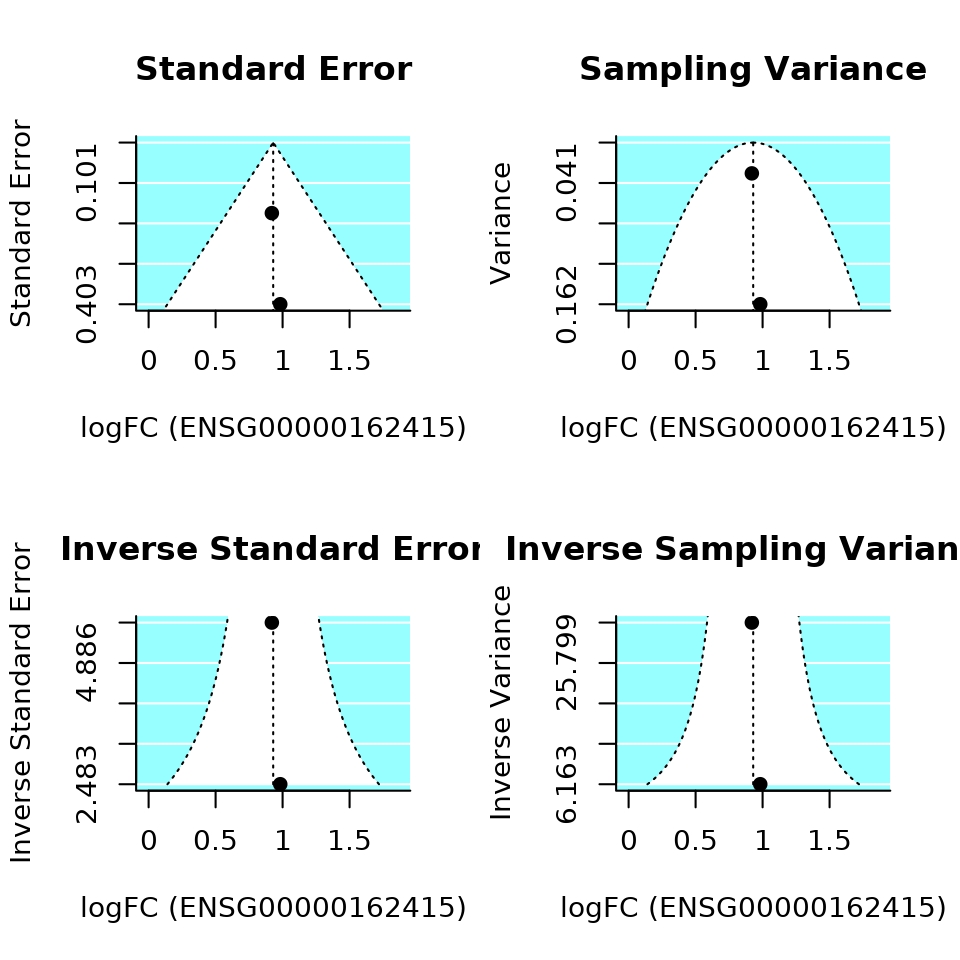 Standard Error
Standard Error
0.101
0.403
0 0.5 1 1.5
logFC (ENSG00000162415)
Sampling Variance
Variance
0.041
0.162
0 0.5 1 1.5
logFC (ENSG00000162415)
Inverse Standard Error
Inverse Standard Error
4.886
2.483
0 0.5 1 1.5
logFC (ENSG00000162415)
Inverse Sampling Varian
Inverse Variance
25.799
6.163
0 0.5 1 1.5
logFC (ENSG00000162415)